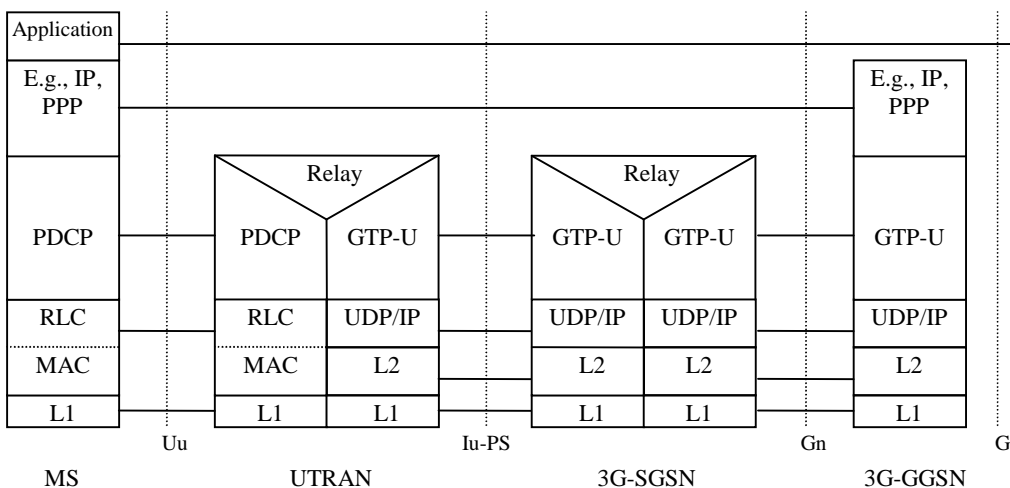 Application
E.g., IP,
PPP
E.g., IP,
PPP
Relay
Relay
PDCP
PDCP
GTP-U
GTP-U
GTP-U
GTP-U
RLC
RLC
UDP/IP
UDP/IP
UDP/IP
UDP/IP
MAC
MAC
L2
L2
L2
L2
L1
L1
L1
L1
L1
L1
Uu
Iu-PS
Gn
G
MS
UTRAN
3G-SGSN
3G-GGSN